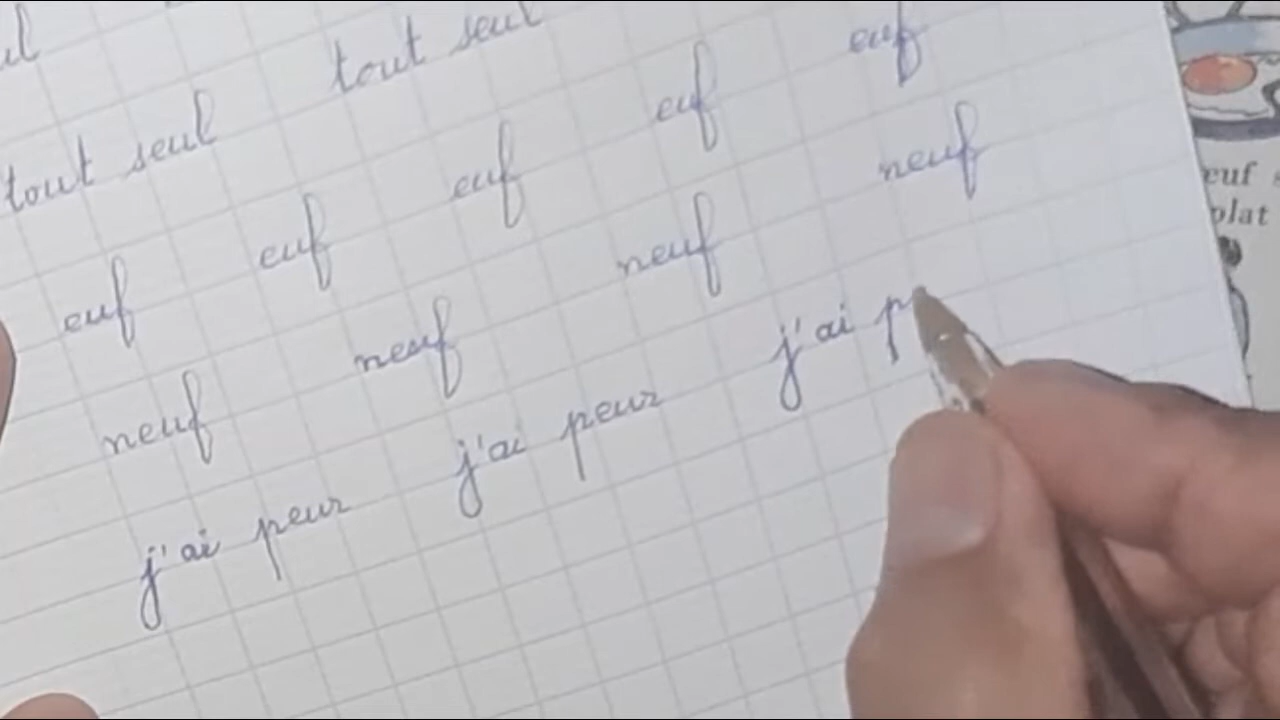 tout seul tout seul
euf euf euf euf euf
neuf neuf neuf neuf
j'ai peur j'ai peur j'ai p
euf
plat